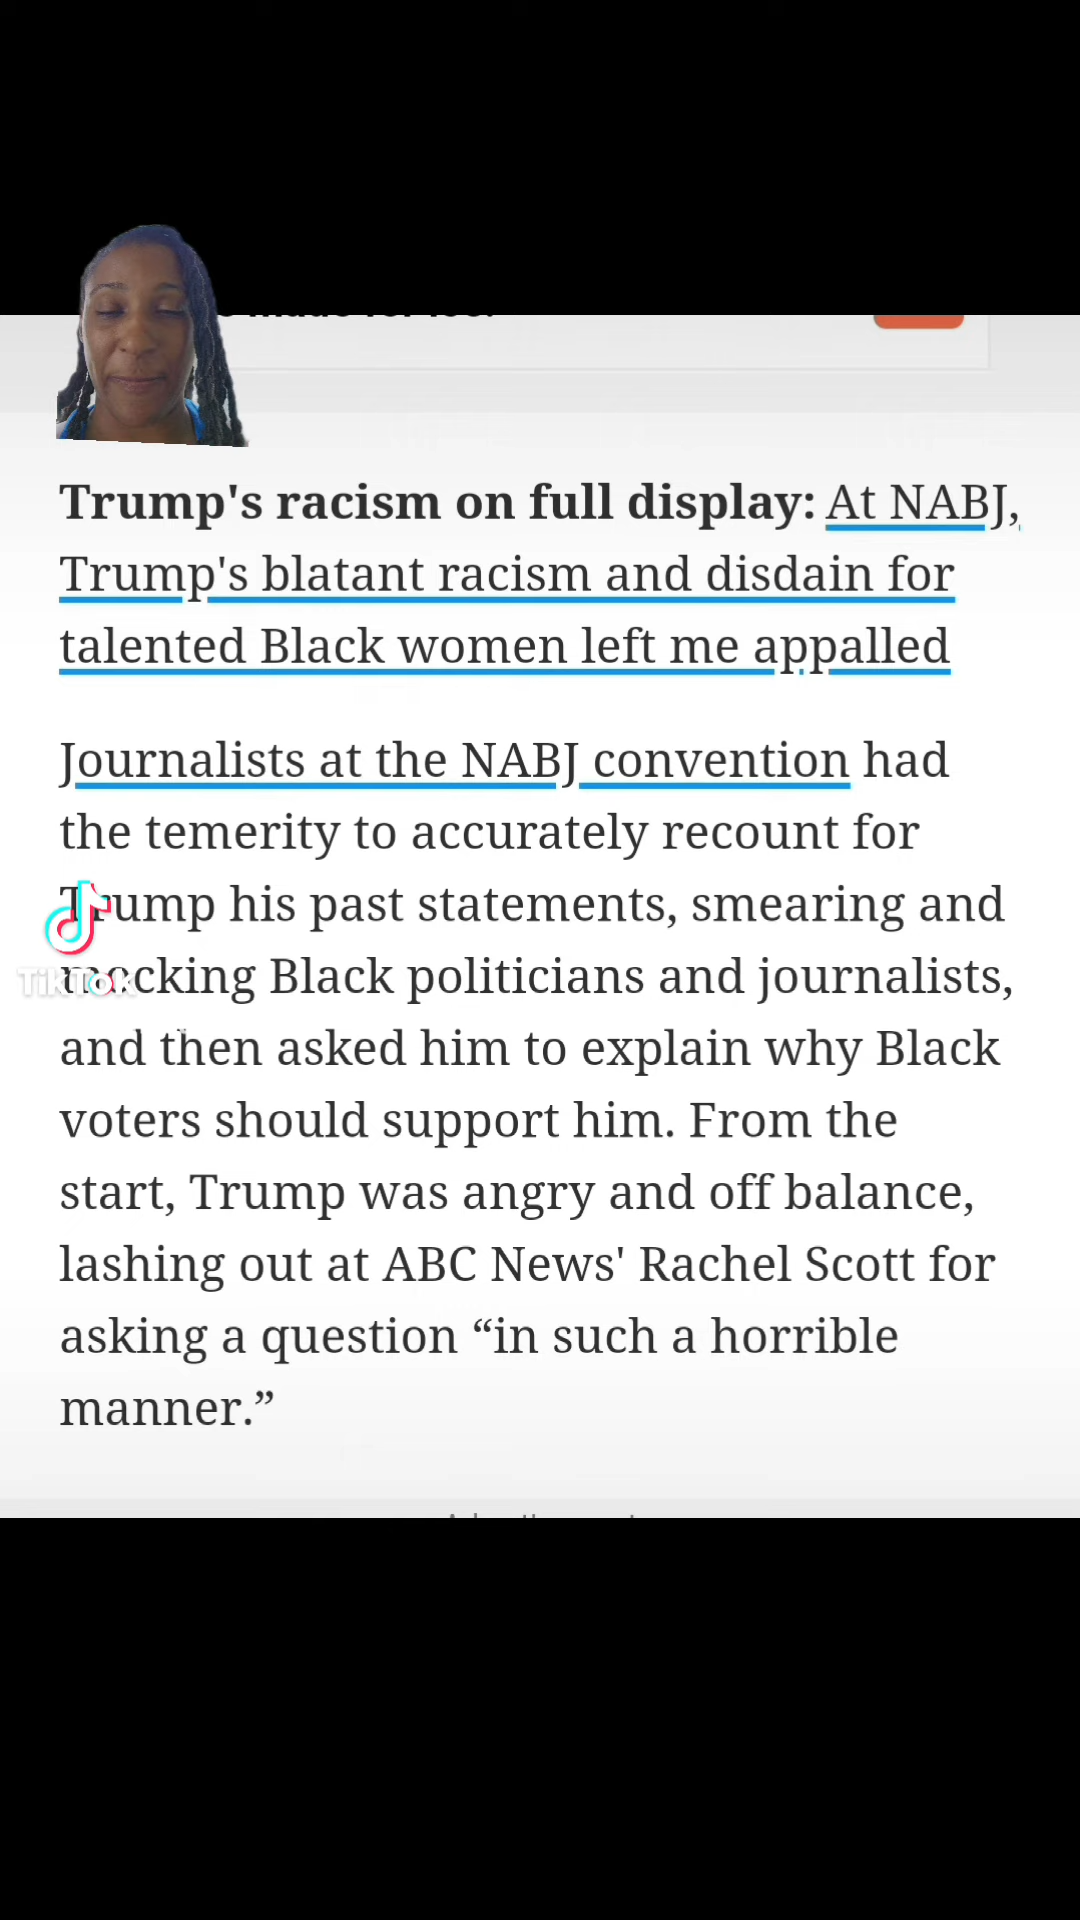 Trump's racism on full display: At NABJ,
Trump's blatant racism and disdain for
talented Black women left me appalled
Journalists at the NABJ convention had
the temerity to accurately recount for
Trump his past statements, smearing and
mocking Black politicians and journalists,
and then asked him to explain why Black
voters should support him. From the
start, Trump was angry and off balance,
lashing out at ABC News' Rachel Scott for
asking a question “in such a horrible
manner.”
TikTok